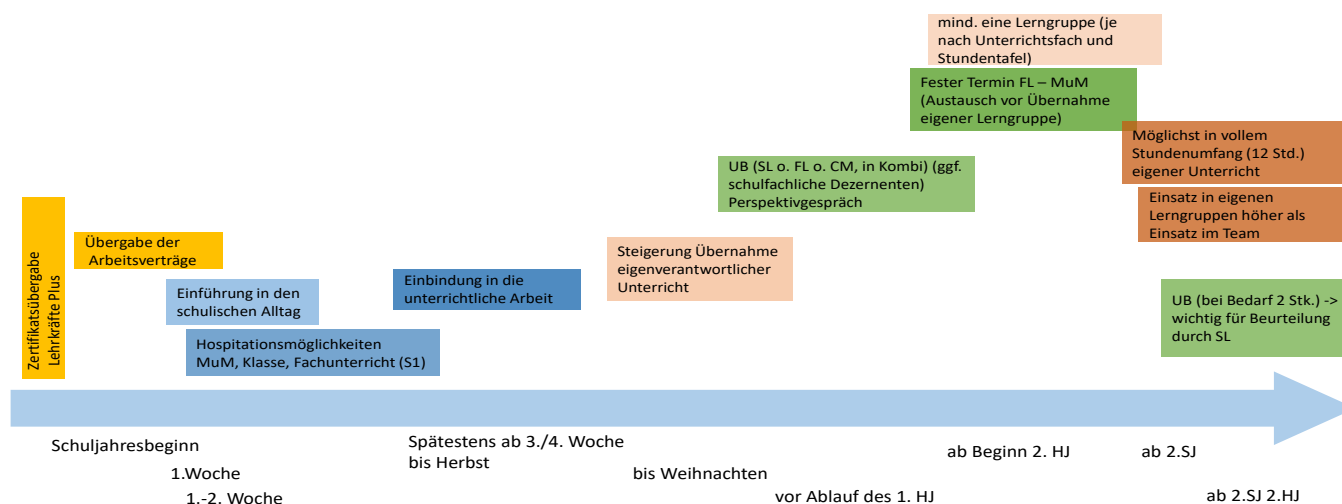 mind. eine Lerngruppe (je
nach Unterrichtsfach und
Stundentafel)
Fester Termin FL – MuM
(Austausch vor Übernahme
eigener Lerngruppe)
Möglichst in vollem
Stundenumfang (12 Std.)
eigener Unterricht
UB (SL o. FL o. CM, in Kombi) (ggf.
schulfachliche Dezernenten)
Perspektivgespräch
Einsatz in eigenen
Lerngruppen höher als
Einsatz im Team
Zertifikatsübergabe
Lehrkräfte Plus
Übergabe der
Arbeitsverträge
Steigerung Übernahme
eigenverantwortlicher
Unterricht
Einbindung in die
unterrichtliche Arbeit
Einführung in den
schulischen Alltag
UB (bei Bedarf 2 Stk.) ->
wichtig für Beurteilung
durch SL
Hospitationsmöglichkeiten
MuM, Klasse, Fachunterricht (S1)
Schuljahresbeginn
1.Woche
1.-2. Woche
Spätestens ab 3./4. Woche
bis Herbst
bis Weihnachten
vor Ablauf des 1. HJ
ab Beginn 2. HJ
ab 2.SJ
ab 2.SJ 2.HJ